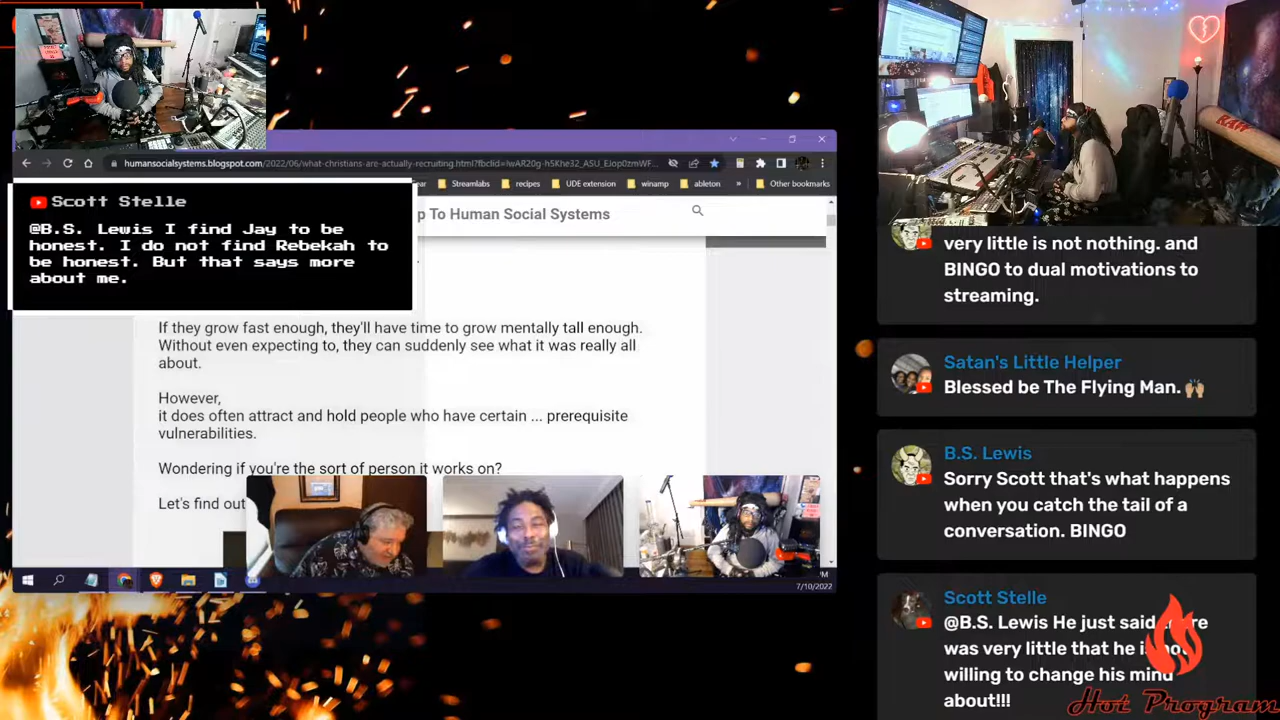 humansocialsystems.blogspot.com/2022/06/what-christians-are-actually-recruiting.html?fbclid=IwAR20g-h5Khe32_ASU_EJop0zmWF...
Streamlabs
recipes
UDE extension
winamp
ableton
»
Other bookmarks
Scott Stelle
@B.S. Lewis I find Jay to be
honest. I do not find Rebekah to
be honest. But that says more
about me.
p To Human Social Systems
If they grow fast enough, they'll have time to grow mentally tall enough.
Without even expecting to, they can suddenly see what it was really all
about.
However,
it does often attract and hold people who have certain ... prerequisite
vulnerabilities.
Wondering if you're the sort of person it works on?
Let's find out
7/10/2022
RAW
very little is not nothing. and
BINGO to dual motivations to
streaming.
Satan's Little Helper
Blessed be The Flying Man. 🙌🏽
B.S. Lewis
Sorry Scott that's what happens
when you catch the tail of a
conversation. BINGO
Scott Stelle
@B.S. Lewis He just said re
was very little that he is not
willing to change his mind
about!!!
Hot Program